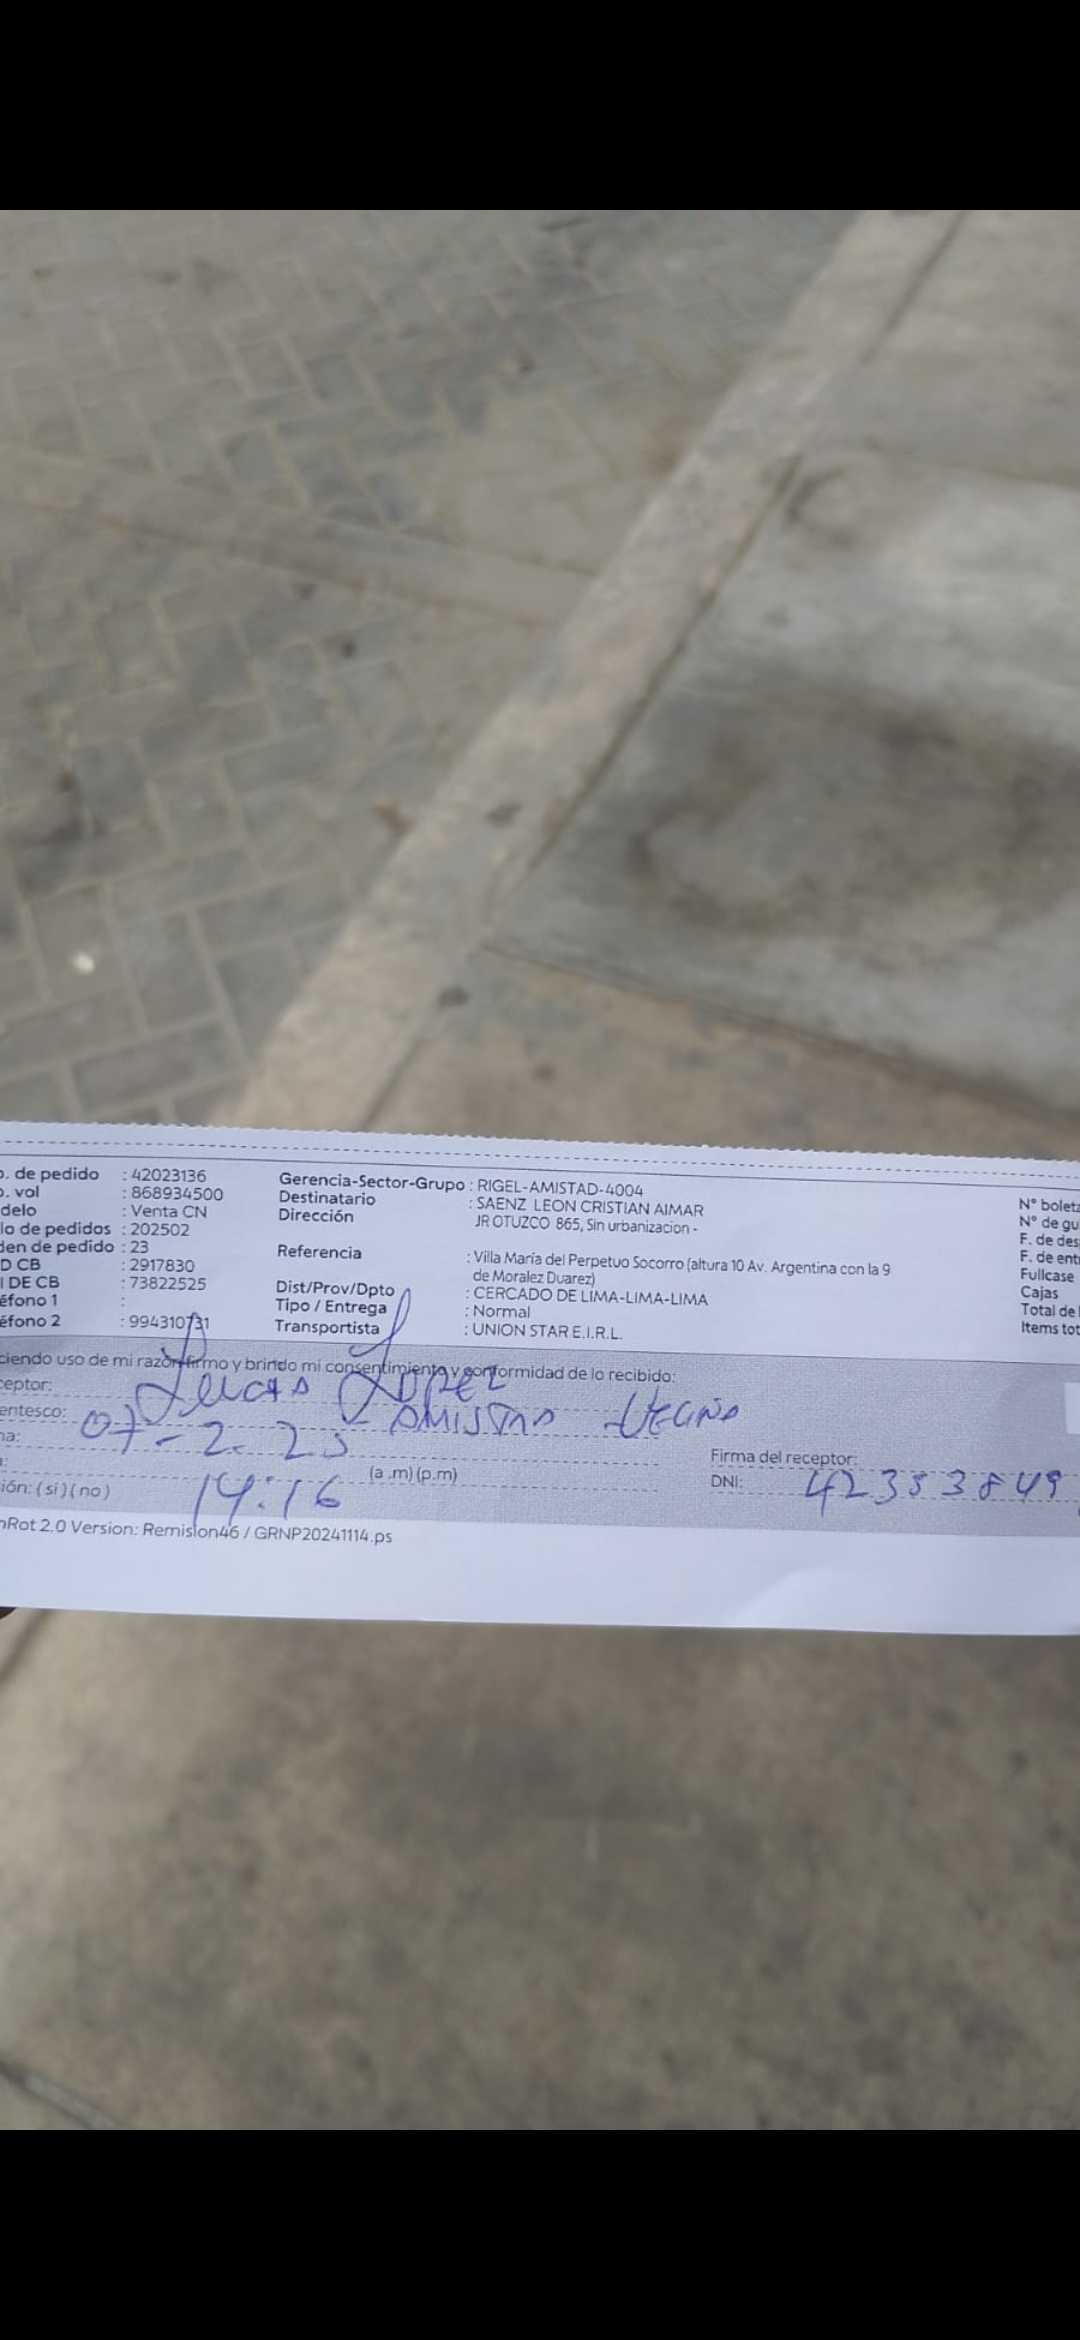 o. de pedido : 42023136
o. vol : 868934500
delo : Venta CN
lo de pedidos : 202502
den de pedido : 23
D CB : 2917830
I DE CB : 73822525
éfono 1 :
éfono 2 : 994310731
Gerencia-Sector-Grupo : RIGEL-AMISTAD-4004
Destinatario : SAENZ LEON CRISTIAN AIMAR
Dirección JR OTUZCO 865, Sin urbanizacion -
Referencia : Villa María del Perpetuo Socorro (altura 10 Av. Argentina con la 9
de Moralez Duarez)
Dist/Prov/Dpto : CERCADO DE LIMA-LIMA-LIMA
Tipo / Entrega : Normal
Transportista : UNION STAR E.I.R.L.
N° boleta
N° de gu
F. de des
F. de ent
Fullcase
Cajas
Total de
Items tot
ciendo uso de mi razón firmo y brindo mi consentimiento y conformidad de lo recibido:
ceptor: Lucas Lopez
entesco: AMISTAD VECINO
ha: 07-2-25
: 14:16 (a.m) (p.m)
ión: ( si ) ( no )
Firma del receptor:
DNI: 42353849
nRot 2.0 Version: Remision46 / GRNP20241114.ps